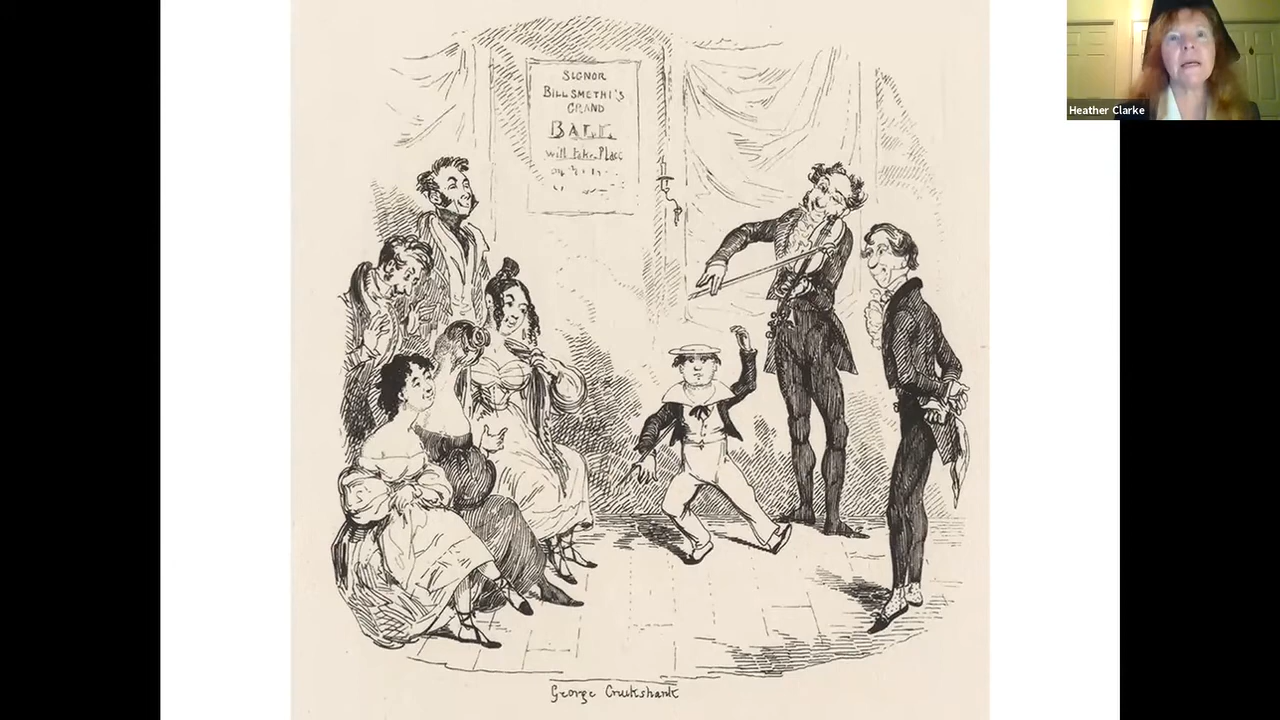 SIGNOR
BILLSMETHI'S
GRAND
BALL
will take Place
George Cruikshank
Heather Clarke